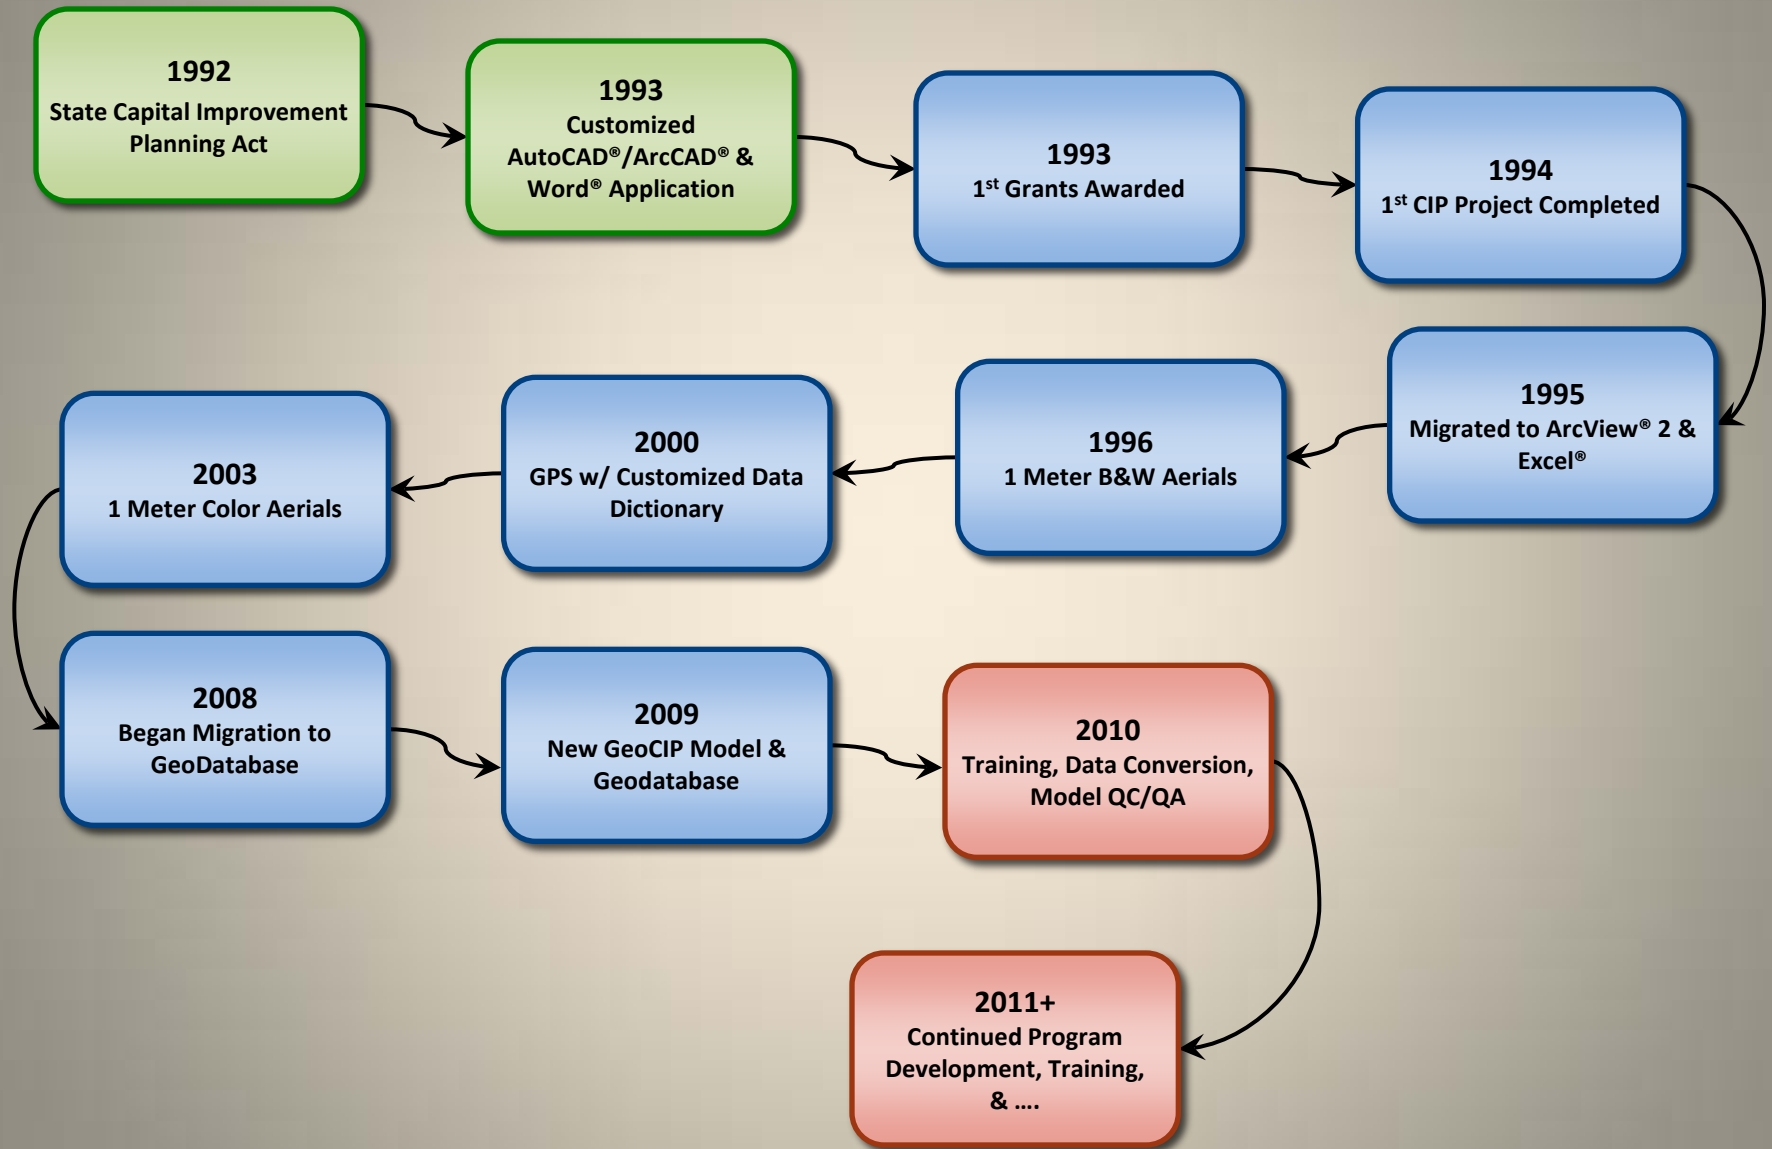 1992
State Capital Improvement
Planning Act
1993
Customized
AutoCAD®/ArcCAD® &
Word® Application
1993
1st Grants Awarded
1994
1st CIP Project Completed
1995
Migrated to ArcView® 2 &
Excel®
1996
1 Meter B&W Aerials
2000
GPS w/ Customized Data
Dictionary
2003
1 Meter Color Aerials
2008
Began Migration to
GeoDatabase
2009
New GeoCIP Model &
Geodatabase
2010
Training, Data Conversion,
Model QC/QA
2011+
Continued Program
Development, Training,
& ....